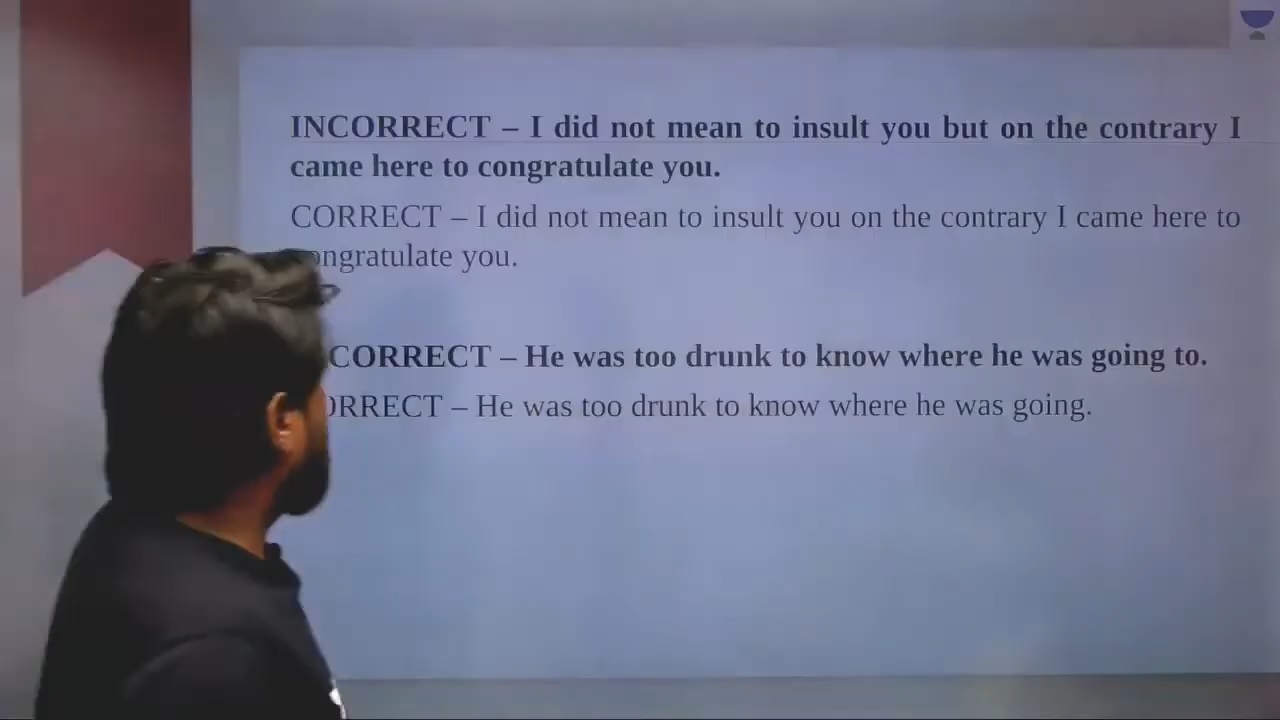 INCORRECT – I did not mean to insult you but on the contrary I
came here to congratulate you.
CORRECT – I did not mean to insult you on the contrary I came here to
congratulate you.
INCORRECT – He was too drunk to know where he was going to.
CORRECT – He was too drunk to know where he was going.